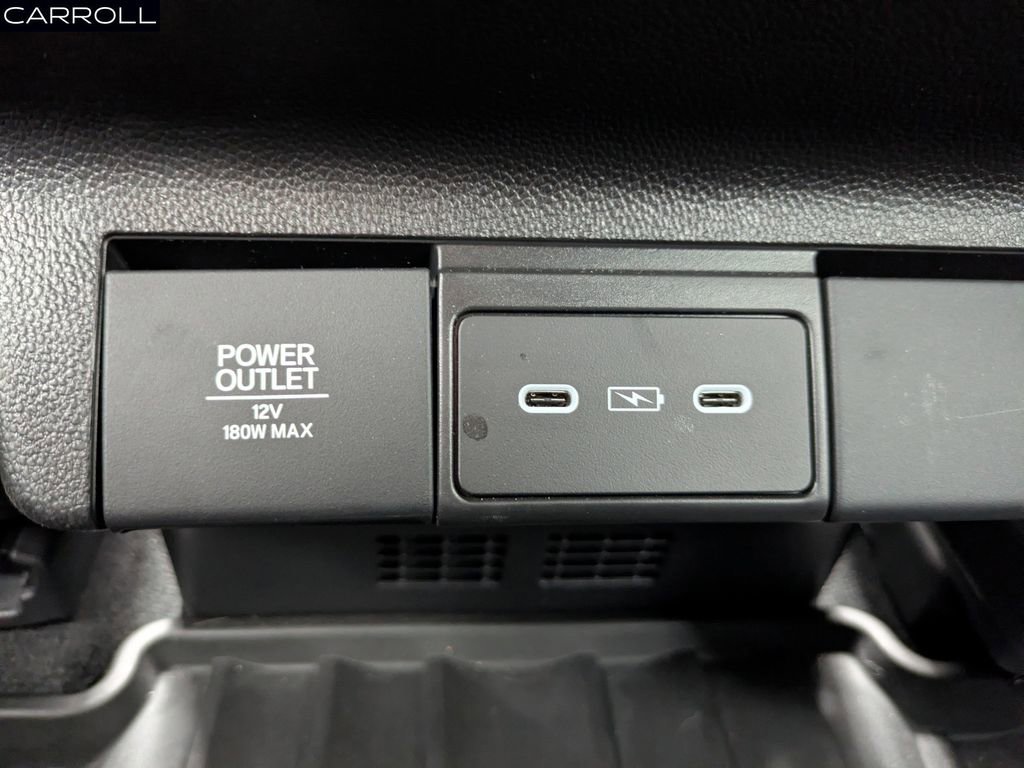 CARROLL
POWER
OUTLET
12V
180W MAX